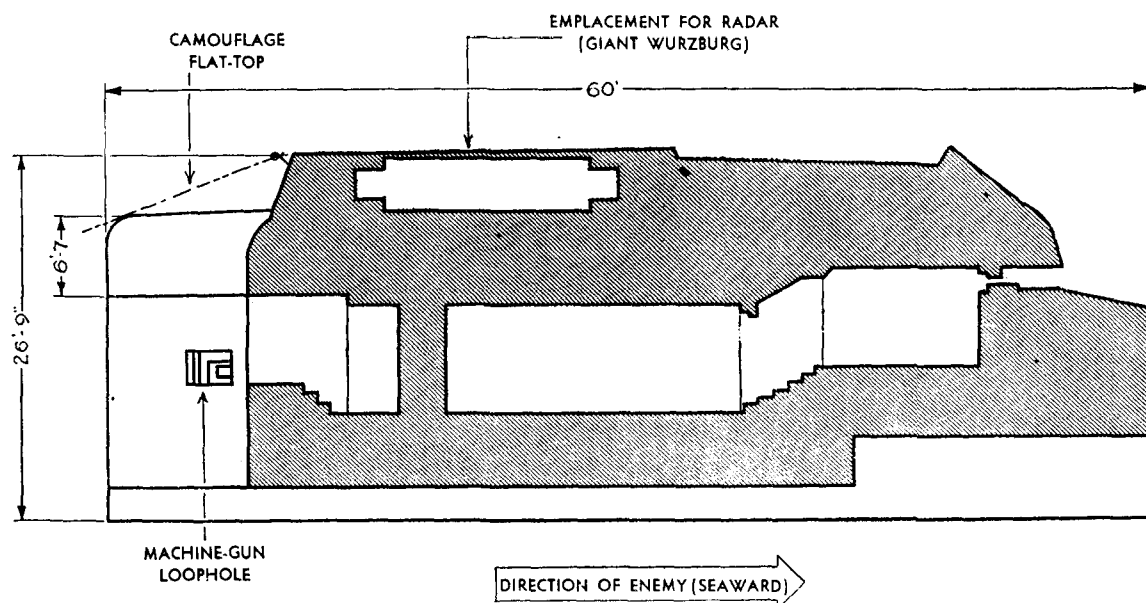 CAMOUFLAGE
FLAT-TOP
EMPLACEMENT FOR RADAR
(GIANT WURZBURG)
60'
6'-7
26'-9"
MACHINE-GUN
LOOPHOLE
DIRECTION OF ENEMY (SEAWARD)